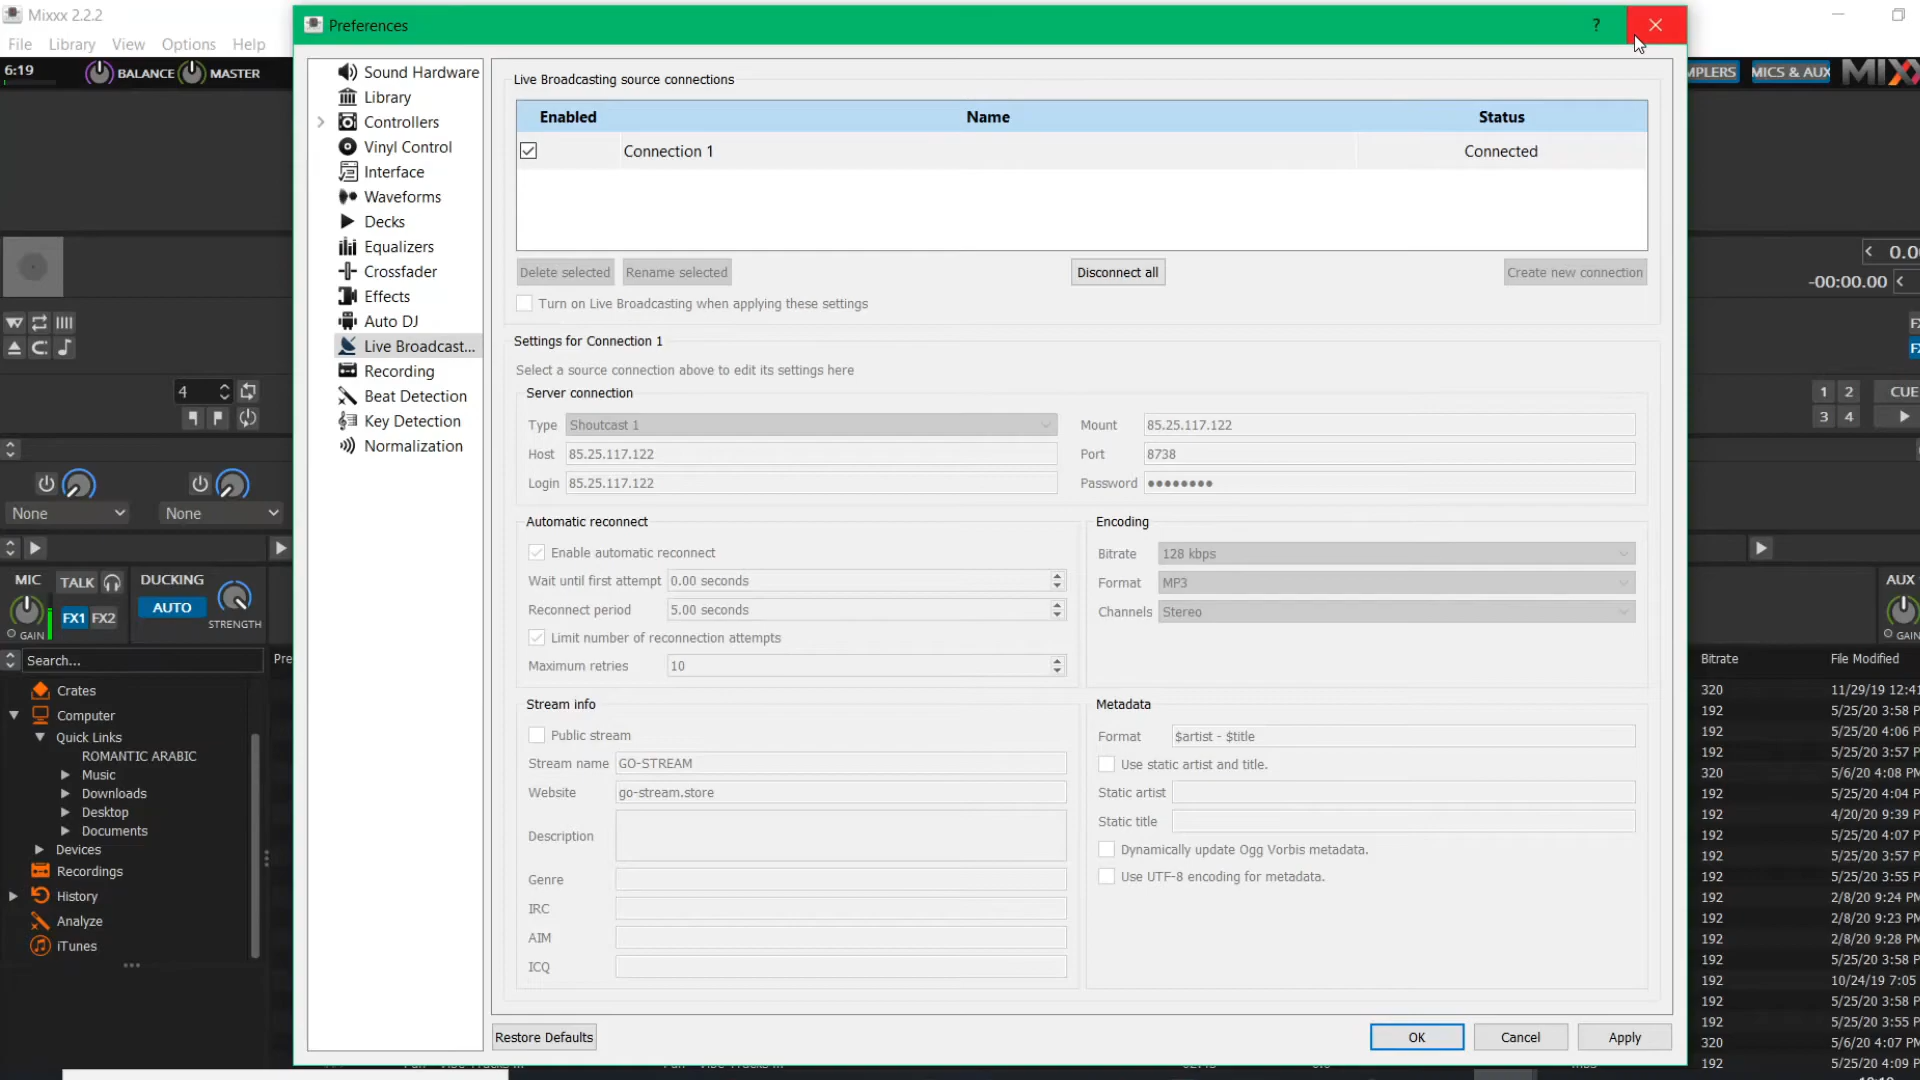 Mixxx 2.2.2
File Library View Options Help
6:19 BALANCE MASTER
MICS & AUX
4
None None
MIC TALK DUCKING
AUTO
FX1 FX2
GAIN STRENGTH
Search...
Crates
Computer
Quick Links
ROMANTIC ARABIC
Music
Downloads
Desktop
Documents
Devices
Recordings
History
Analyze
iTunes
Preferences ?
Sound Hardware
Library
Controllers
Vinyl Control
Interface
Waveforms
Decks
Equalizers
Crossfader
Effects
Auto DJ
Live Broadcast...
Recording
Beat Detection
Key Detection
Normalization
Live Broadcasting source connections
Enabled Name Status
Connection 1 Connected
Delete selected Rename selected Disconnect all Create new connection
Turn on Live Broadcasting when applying these settings
Settings for Connection 1
Select a source connection above to edit its settings here
Server connection
Type Shoutcast 1 Mount 85.25.117.122
Host 85.25.117.122 Port 8738
Login 85.25.117.122 Password ●●●●●●●●
Automatic reconnect
Enable automatic reconnect
Wait until first attempt 0.00 seconds
Reconnect period 5.00 seconds
Limit number of reconnection attempts
Maximum retries 10
Encoding
Bitrate 128 kbps
Format MP3
Channels Stereo
Stream info
Public stream
Stream name GO-STREAM
Website go-stream.store
Description
Genre
IRC
AIM
ICQ
Metadata
Format $artist - $title
Use static artist and title.
Static artist
Static title
Dynamically update Ogg Vorbis metadata.
Use UTF-8 encoding for metadata.
Restore Defaults OK Cancel Apply
-00:00.00
1 2 CUE
3 4
AUX
GAIN
Bitrate File Modified
320 11/29/19 12:41
192 5/25/20 3:58 P
192 5/25/20 4:06 P
192 5/25/20 3:57 P
320 5/6/20 4:08 PM
192 5/25/20 4:04 P
192 4/20/20 9:39 P
192 5/25/20 4:07 P
192 5/25/20 3:57 P
192 5/25/20 3:55 P
192 2/8/20 9:24 PM
192 2/8/20 9:23 PM
192 2/8/20 9:28 PM
192 5/25/20 3:58 P
192 10/24/19 7:05
192 5/25/20 3:58 P
192 5/25/20 3:55 P
320 5/6/20 4:07 PM
192 5/25/20 4:09 P